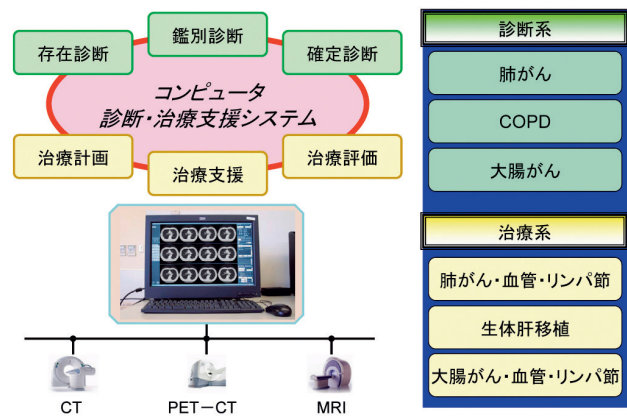 存在診断
鑑別診断
確定診断
コンピュータ
診断・治療支援システム
治療計画
治療支援
治療評価
CT
PET－CT
MRI
診断系
肺がん
COPD
大腸がん
治療系
肺がん・血管・リンパ節
生体肝移植
大腸がん・血管・リンパ節